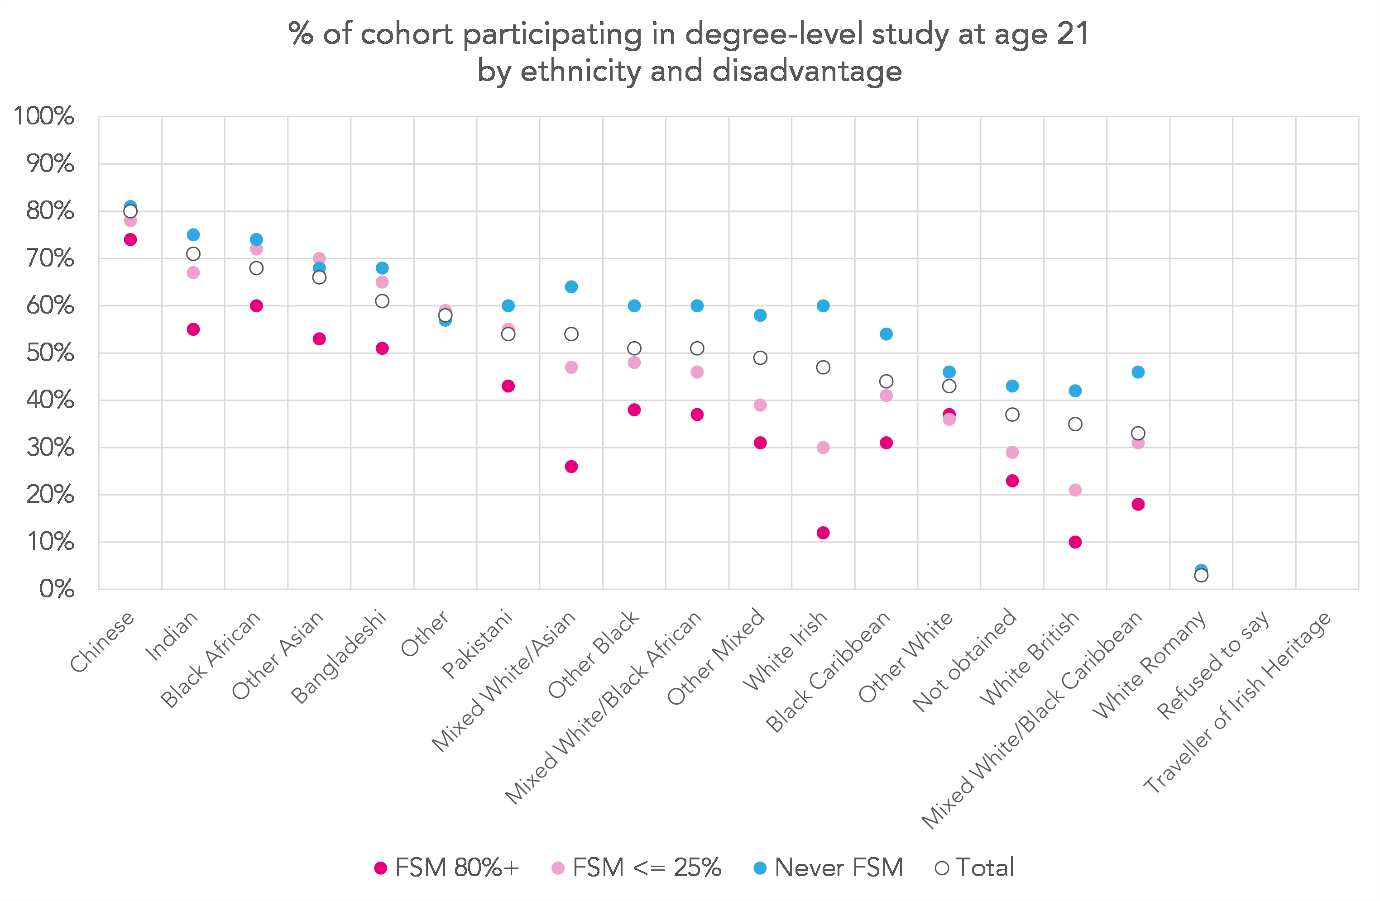 % of cohort participating in degree-level study at age 21
by ethnicity and disadvantage
100%
90%
80%
70%
60%
50%
40%
30%
20%
10%
0%
Chinese
Indian
Black African
Other Asian
Bangladeshi
Other
Pakistani
Mixed White/Asian
Other Black
Mixed White/Black African
Other Mixed
White Irish
Black Caribbean
Other White
Not obtained
White British
Mixed White/Black Caribbean
White Romany
Refused to say
Traveller of Irish Heritage
FSM 80%+ FSM <= 25% Never FSM Total